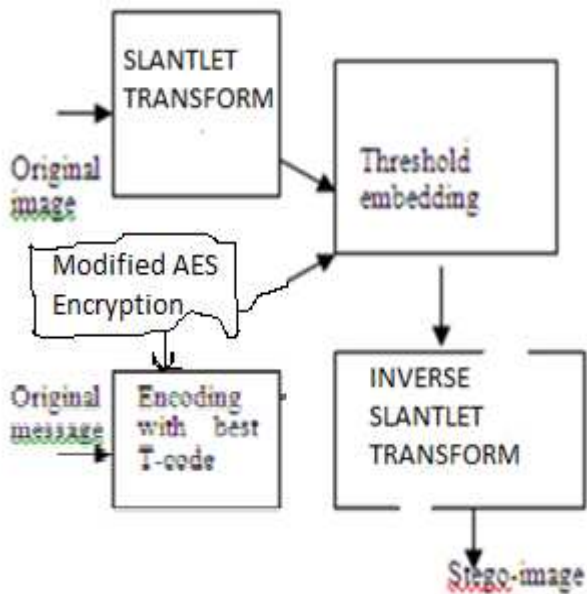 SLANTLET
TRANSFORM
Original
image
Threshold
embedding
Modified AES
Encryption
Original
message
Encoding
with best
T-code
INVERSE
SLANTLET
TRANSFORM
Stego-image